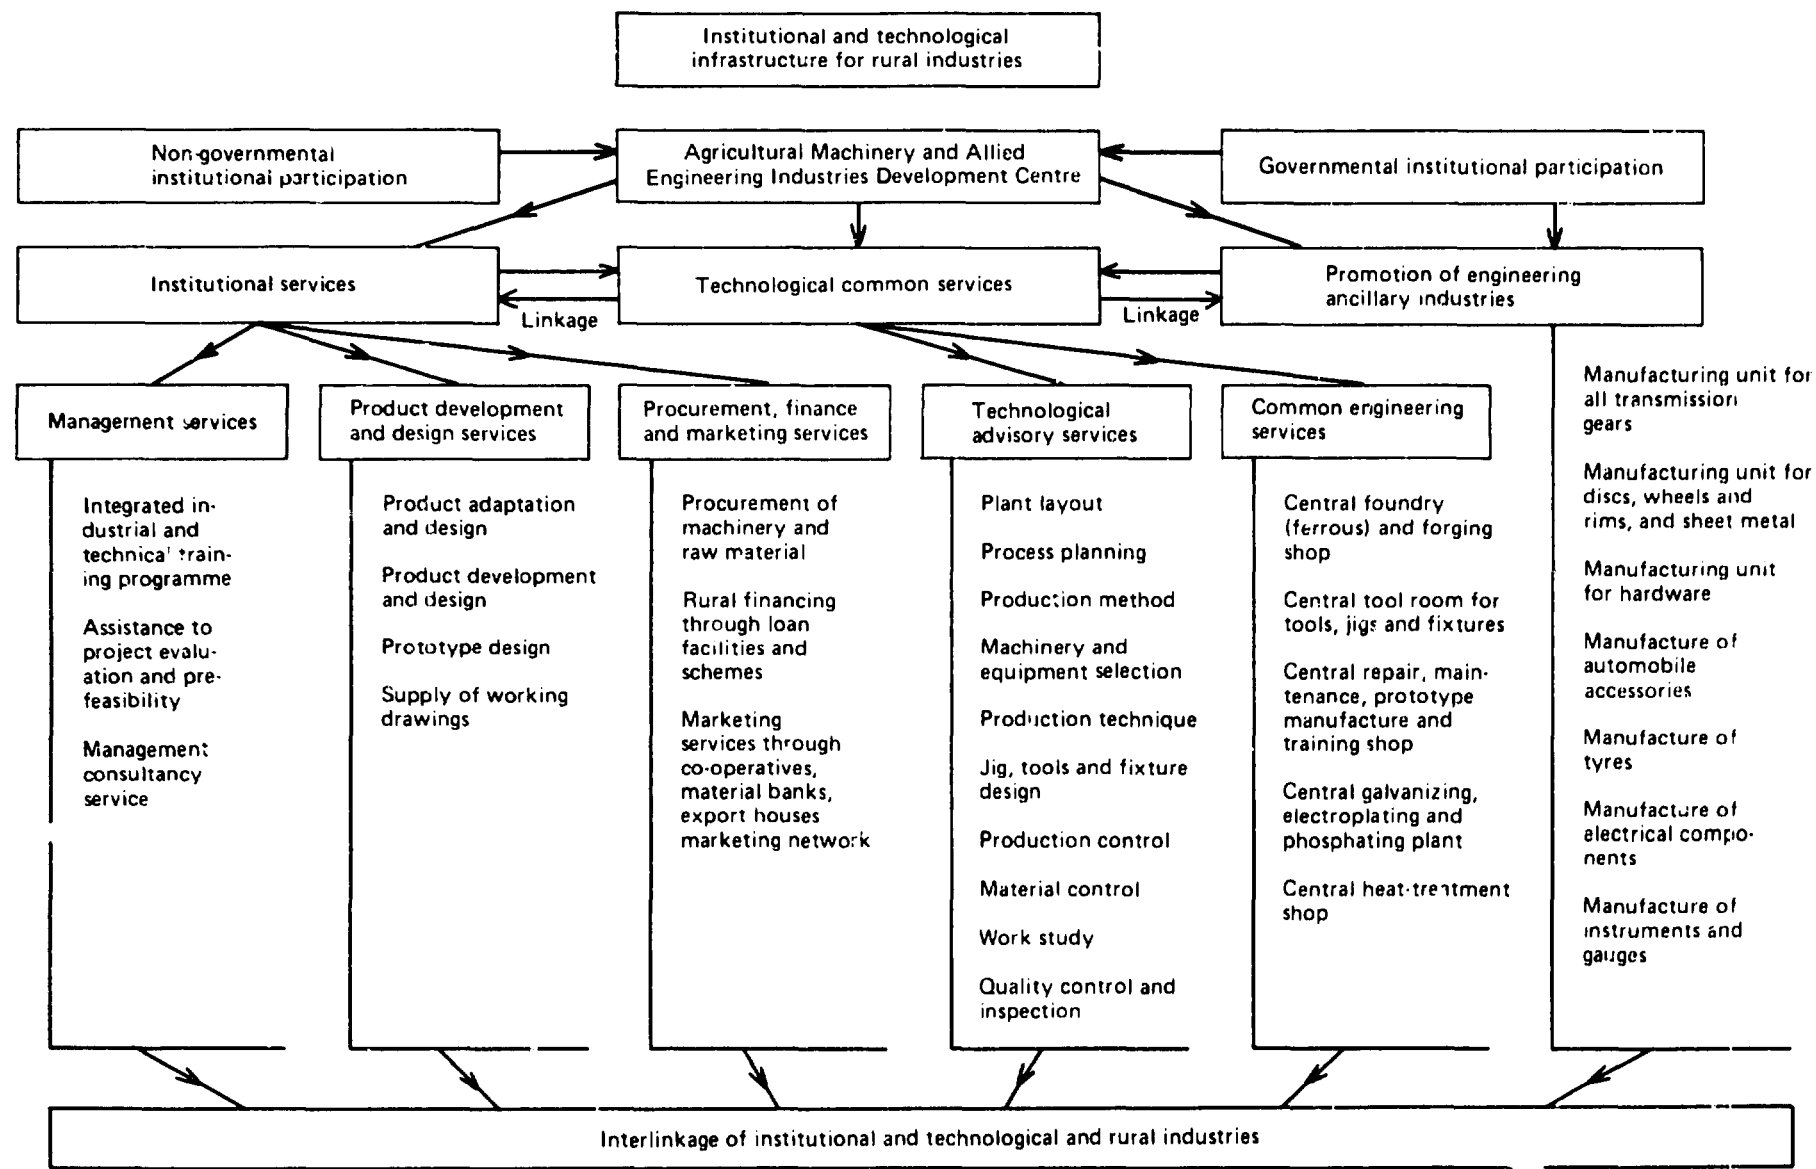 Institutional and technological
infrastructure for rural industries
Non-governmental
institutional participation
Agricultural Machinery and Allied
Engineering Industries Development Centre
Governmental institutional participation
Institutional services
Technological common services
Promotion of engineering
ancillary industries
Linkage
Linkage
Management services
Product development
and design services
Procurement, finance
and marketing services
Technological
advisory services
Common engineering
services
Integrated in-
dustrial and
technical train-
ing programme
Assistance to
project evalu-
ation and pre-
feasibility
Management
consultancy
service
Product adaptation
and design
Product development
and design
Prototype design
Supply of working
drawings
Procurement of
machinery and
raw material
Rural financing
through loan
facilities and
schemes
Marketing
services through
co-operatives,
material banks,
export houses
marketing network
Plant layout
Process planning
Production method
Machinery and
equipment selection
Production technique
Jig, tools and fixture
design
Production control
Material control
Work study
Quality control and
inspection
Central foundry
(ferrous) and forging
shop
Central tool room for
tools, jigs and fixtures
Central repair, main-
tenance, prototype
manufacture and
training shop
Central galvanizing,
electroplating and
phosphating plant
Central heat-treatment
shop
Manufacturing unit for
all transmission
gears
Manufacturing unit for
discs, wheels and
rims, and sheet metal
Manufacturing unit
for hardware
Manufacture of
automobile
accessories
Manufacture of
tyres
Manufacture of
electrical compo-
nents
Manufacture of
instruments and
gauges
Interlinkage of institutional and technological and rural industries